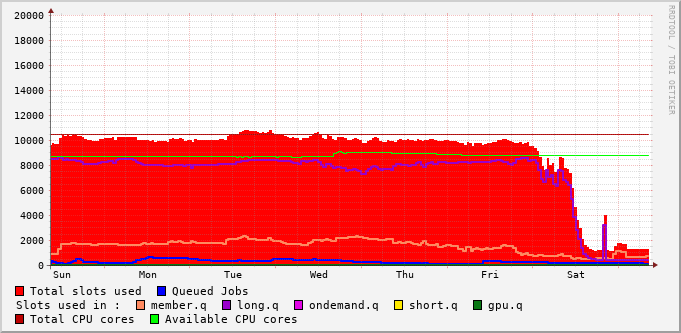 20000
18000
16000
14000
12000
10000
8000
6000
4000
2000
0
Sun Mon Tue Wed Thu Fri Sat
RRDTOOL / TOBI OETIKER
Total slots used Queued Jobs
Slots used in : member.q long.q ondemand.q short.q gpu.q
Total CPU cores Available CPU cores